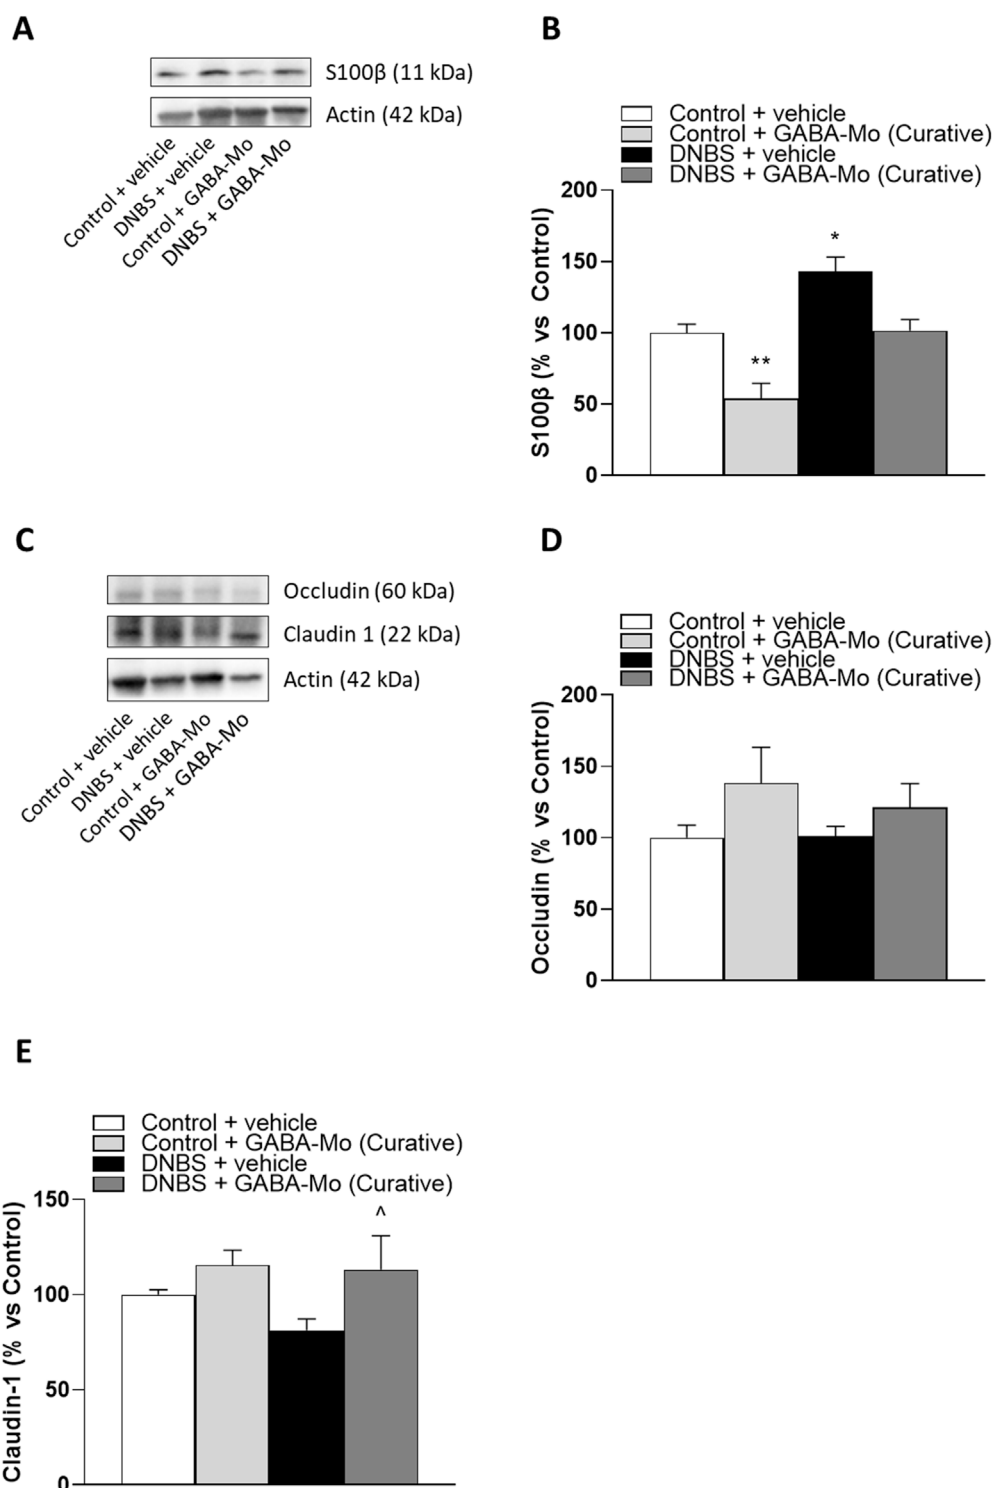 A
S100β (11 kDa)
Actin (42 kDa)
Control + vehicle
DNBS + vehicle
Control + GABA-Mo
DNBS + GABA-Mo
B
Control + vehicle
Control + GABA-Mo (Curative)
DNBS + vehicle
DNBS + GABA-Mo (Curative)
S100β (% vs Control)
200
150
100
50
0
**
*
C
Occludin (60 kDa)
Claudin 1 (22 kDa)
Actin (42 kDa)
Control + vehicle
DNBS + vehicle
Control + GABA-Mo
DNBS + GABA-Mo
D
Control + vehicle
Control + GABA-Mo (Curative)
DNBS + vehicle
DNBS + GABA-Mo (Curative)
Occludin (% vs Control)
200
150
100
50
0
E
Control + vehicle
Control + GABA-Mo (Curative)
DNBS + vehicle
DNBS + GABA-Mo (Curative)
Claudin-1 (% vs Control)
150
100
50
0
^